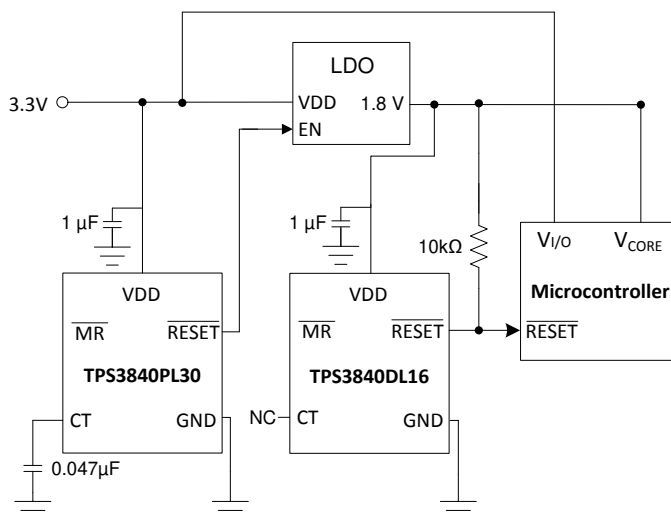 LDO
3.3V
VDD
1.8 V
EN
1 µF
1 µF
10kΩ
VI/O
VCORE
Microcontroller
RESET
VDD
MR
RESET
TPS3840PL30
CT
GND
0.047µF
VDD
MR
RESET
TPS3840DL16
NC
CT
GND